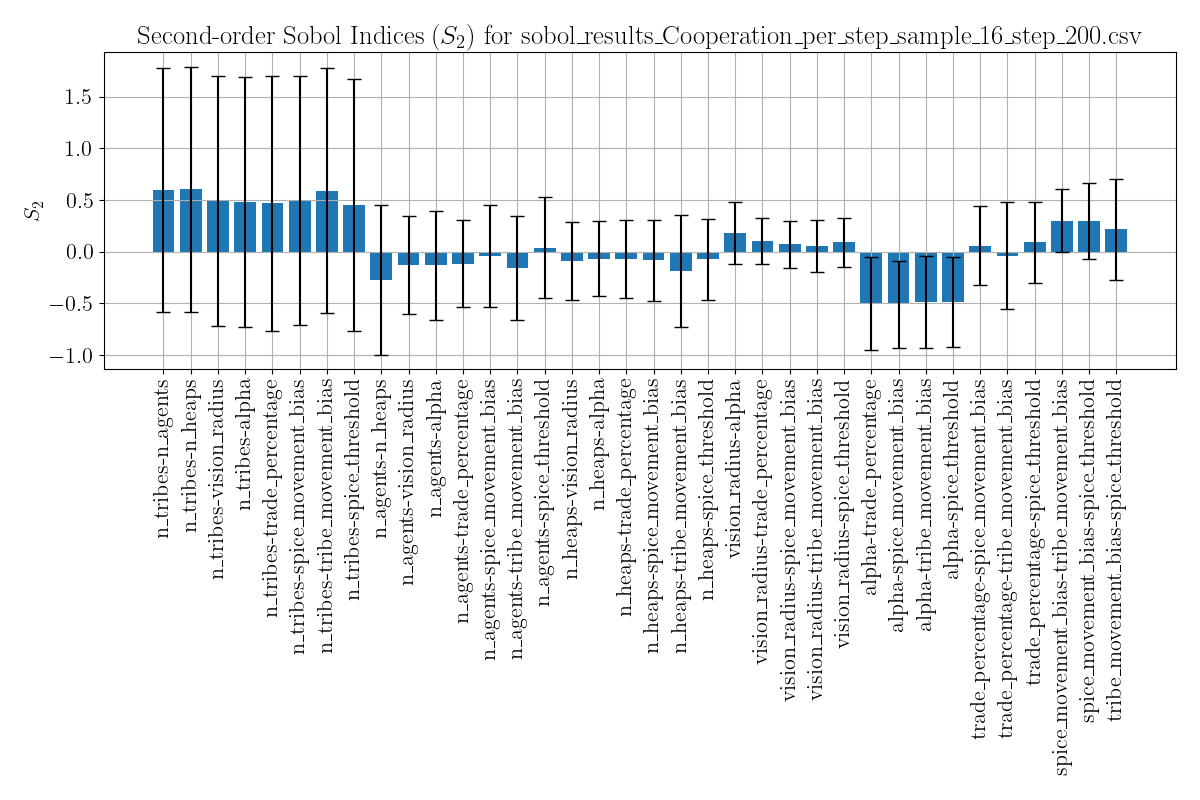 Second-order Sobol Indices (S₂) for sobol_results_Cooperation_per_step_sample_16_step_200.csv
S₂
1.5
1.0
0.5
0.0
−0.5
−1.0
n_tribes-n_agents
n_tribes-n_heaps
n_tribes-vision_radius
n_tribes-alpha
n_tribes-trade_percentage
n_tribes-spice_movement_bias
n_tribes-tribe_movement_bias
n_tribes-spice_threshold
n_agents-n_heaps
n_agents-vision_radius
n_agents-alpha
n_agents-trade_percentage
n_agents-spice_movement_bias
n_agents-tribe_movement_bias
n_agents-spice_threshold
n_heaps-vision_radius
n_heaps-alpha
n_heaps-trade_percentage
n_heaps-spice_movement_bias
n_heaps-tribe_movement_bias
n_heaps-spice_threshold
vision_radius-alpha
vision_radius-trade_percentage
vision_radius-spice_movement_bias
vision_radius-tribe_movement_bias
vision_radius-spice_threshold
alpha-trade_percentage
alpha-spice_movement_bias
alpha-tribe_movement_bias
alpha-spice_threshold
trade_percentage-spice_movement_bias
trade_percentage-tribe_movement_bias
trade_percentage-spice_threshold
spice_movement_bias-tribe_movement_bias
spice_movement_bias-spice_threshold
tribe_movement_bias-spice_threshold